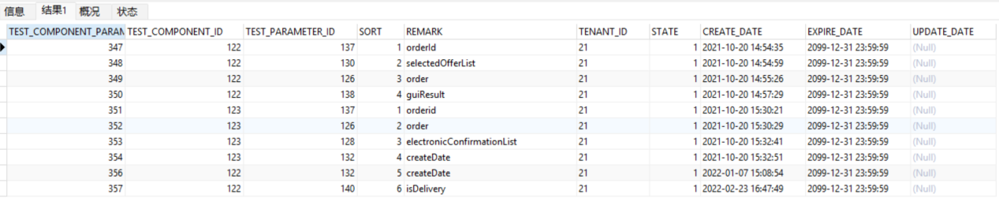 信息 结果1 概况 状态
TEST_COMPONENT_PARAM TEST_COMPONENT_ID TEST_PARAMETER_ID SORT REMARK TENANT_ID STATE CREATE_DATE EXPIRE_DATE UPDATE_DATE
347 122 137 1 orderId 21 1 2021-10-20 14:54:35 2099-12-31 23:59:59 (Null)
348 122 130 2 selectedOfferList 21 1 2021-10-20 14:54:59 2099-12-31 23:59:59 (Null)
349 122 126 3 order 21 1 2021-10-20 14:55:26 2099-12-31 23:59:59 (Null)
350 122 138 4 guiResult 21 1 2021-10-20 14:57:29 2099-12-31 23:59:59 (Null)
351 123 137 1 orderid 21 1 2021-10-20 15:30:21 2099-12-31 23:59:59 (Null)
352 123 126 2 order 21 1 2021-10-20 15:30:29 2099-12-31 23:59:59 (Null)
353 123 128 3 electronicConfirmationList 21 1 2021-10-20 15:32:41 2099-12-31 23:59:59 (Null)
354 123 132 4 createDate 21 1 2021-10-20 15:32:51 2099-12-31 23:59:59 (Null)
356 122 132 5 createDate 21 1 2022-01-07 15:08:54 2099-12-31 23:59:59 (Null)
357 122 140 6 isDelivery 21 1 2022-02-23 16:47:49 2099-12-31 23:59:59 (Null)